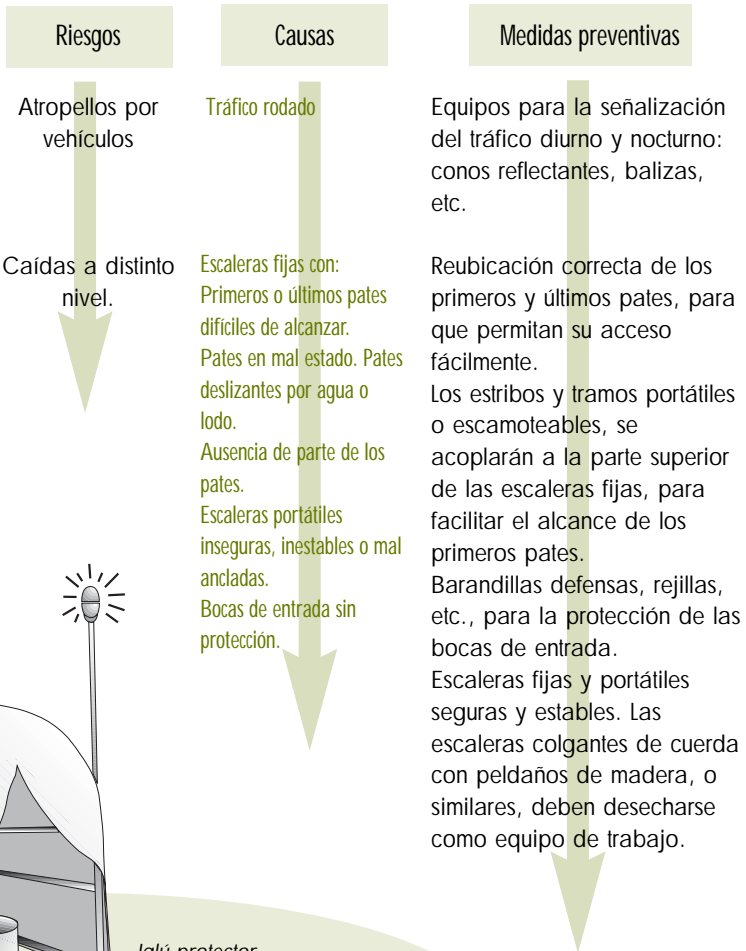 Riesgos
Causas
Medidas preventivas
Atropellos por
vehículos
Tráfico rodado
Equipos para la señalización
del tráfico diurno y nocturno:
conos reflectantes, balizas,
etc.
Caídas a distinto
nivel.
Escaleras fijas con:
Primeros o últimos pates
difíciles de alcanzar.
Pates en mal estado. Pates
deslizantes por agua o
lodo.
Ausencia de parte de los
pates.
Escaleras portátiles
inseguras, inestables o mal
ancladas.
Bocas de entrada sin
protección.
Reubicación correcta de los
primeros y últimos pates, para
que permitan su acceso
fácilmente.
Los estribos y tramos portátiles
o escamoteables, se
acoplarán a la parte superior
de las escaleras fijas, para
facilitar el alcance de los
primeros pates.
Barandillas defensas, rejillas,
etc., para la protección de las
bocas de entrada.
Escaleras fijas y portátiles
seguras y estables. Las
escaleras colgantes de cuerda
con peldaños de madera, o
similares, deben desecharse
como equipo de trabajo.
Iglú protector